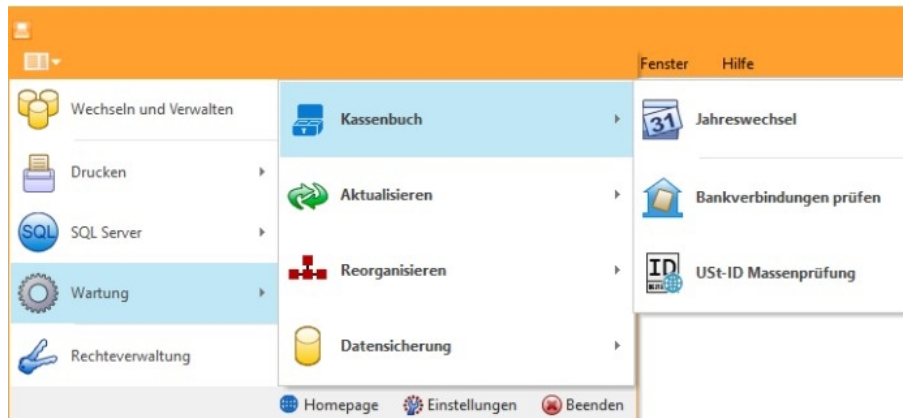 Fenster Hilfe
Wechseln und Verwalten
Drucken
SQL SQL Server
Wartung
Rechteverwaltung
Kassenbuch
Aktualisieren
Reorganisieren
Datensicherung
31 Jahreswechsel
Bankverbindungen prüfen
ID USt-ID Massenprüfung
Homepage Einstellungen Beenden